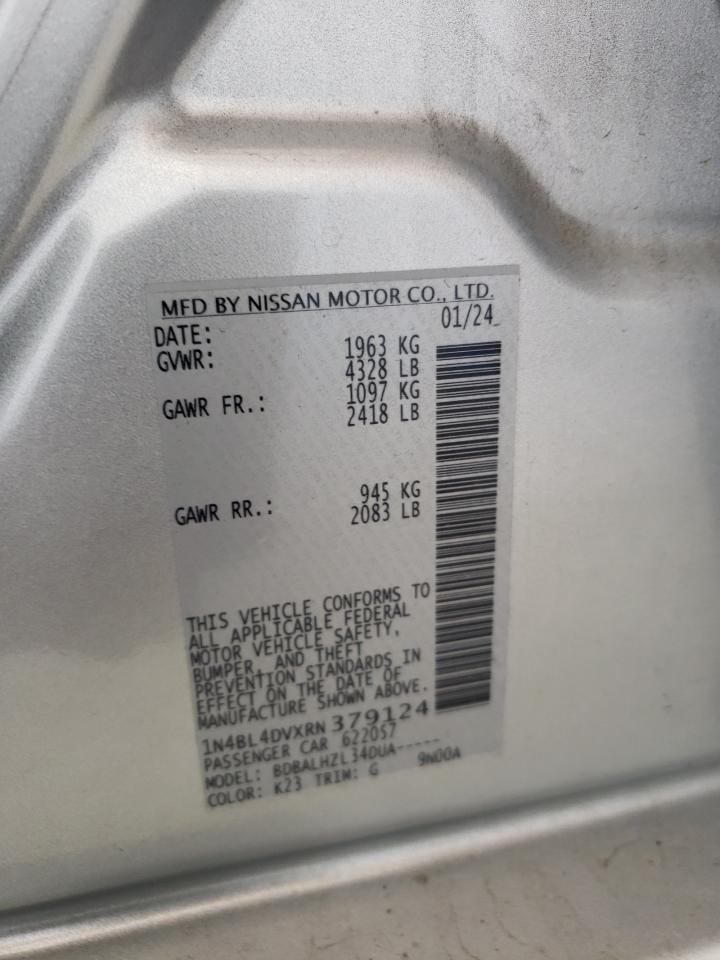 MFD BY NISSAN MOTOR CO., LTD.
DATE: 01/24
GVWR: 1963 KG
4328 LB
GAWR FR.: 1097 KG
2418 LB
GAWR RR.: 945 KG
2083 LB
THIS VEHICLE CONFORMS TO
ALL APPLICABLE FEDERAL
MOTOR VEHICLE SAFETY,
BUMPER, AND THEFT
PREVENTION STANDARDS IN
EFFECT ON THE DATE OF
MANUFACTURE SHOWN ABOVE.
1N4BL4DVXRN 379124
PASSENGER CAR 622057
MODEL: BDBALHZL34DUA-----
COLOR: K23 TRIM: G 9N00A